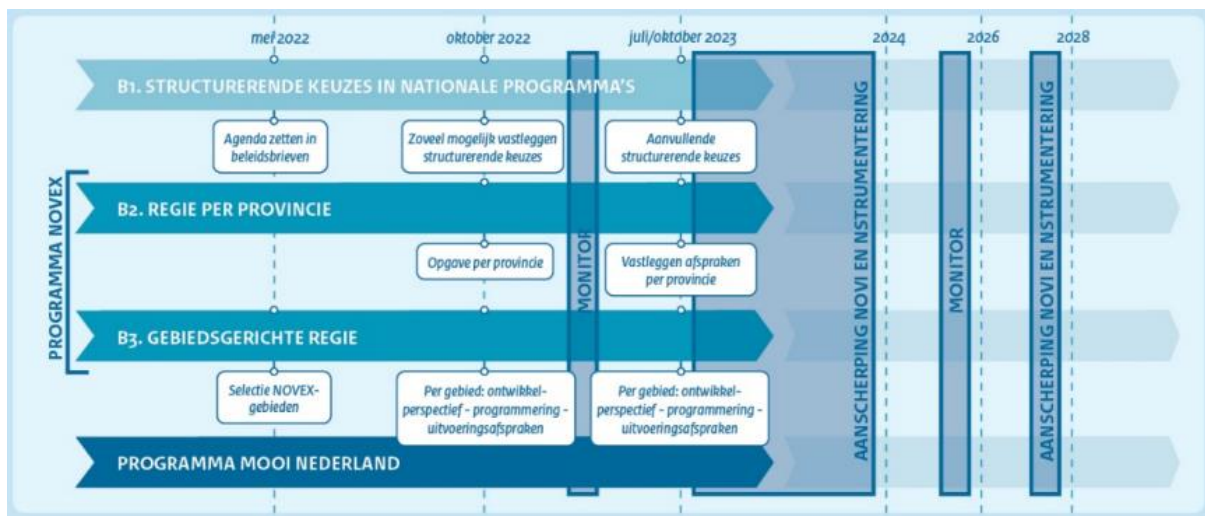 mei 2022
oktober 2022
juli/oktober 2023
2024
2026
2028
B1. STRUCTURERENDE KEUZES IN NATIONALE PROGRAMMA'S
Agenda zetten in
beleidsbrieven
Zoveel mogelijk vastleggen
structurerende keuzes
Aanvullende
structurerende keuzes
PROGRAMMA NOVEX
B2. REGIE PER PROVINCIE
Opgave per provincie
Vastleggen afspraken
per provincie
B3. GEBIEDSGERICHTE REGIE
Selectie NOVEX-
gebieden
Per gebied: ontwikkel-
perspectief - programmering -
uitvoeringsafspraken
Per gebied: ontwikkel-
perspectief - programmering -
uitvoeringsafspraken
PROGRAMMA MOOI NEDERLAND
MONITOR
AANSCHERPING NOVI EN NSTRUMENTERING
MONITOR
AANSCHERPING NOVI EN NSTRUMENTERING